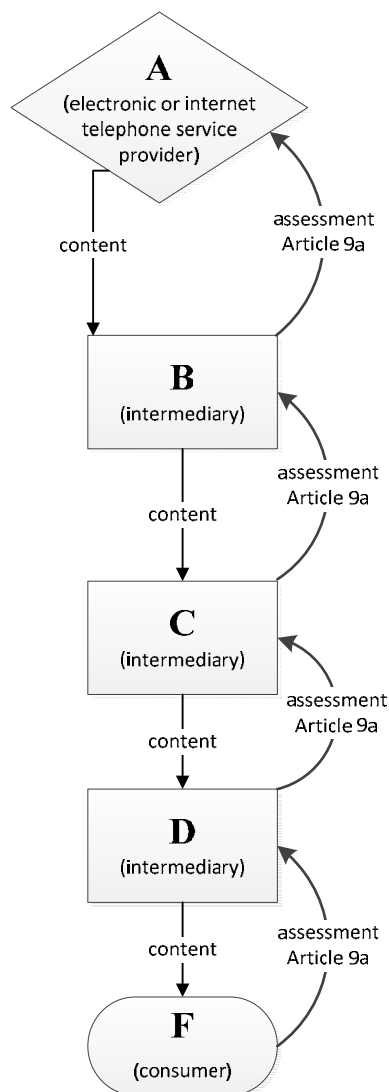 A
(electronic or internet
telephone service
provider)
content
assessment
Article 9a
B
(intermediary)
content
assessment
Article 9a
C
(intermediary)
content
assessment
Article 9a
D
(intermediary)
content
assessment
Article 9a
F
(consumer)